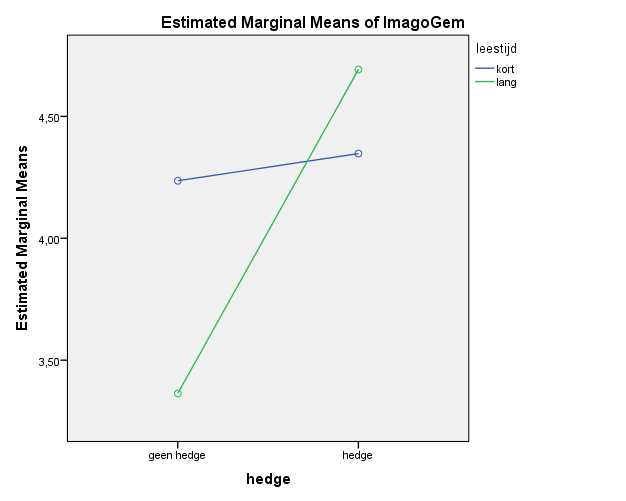 Estimated Marginal Means of ImagoGem
leestijd
kort
lang
Estimated Marginal Means
4,50
4,00
3,50
geen hedge
hedge
hedge